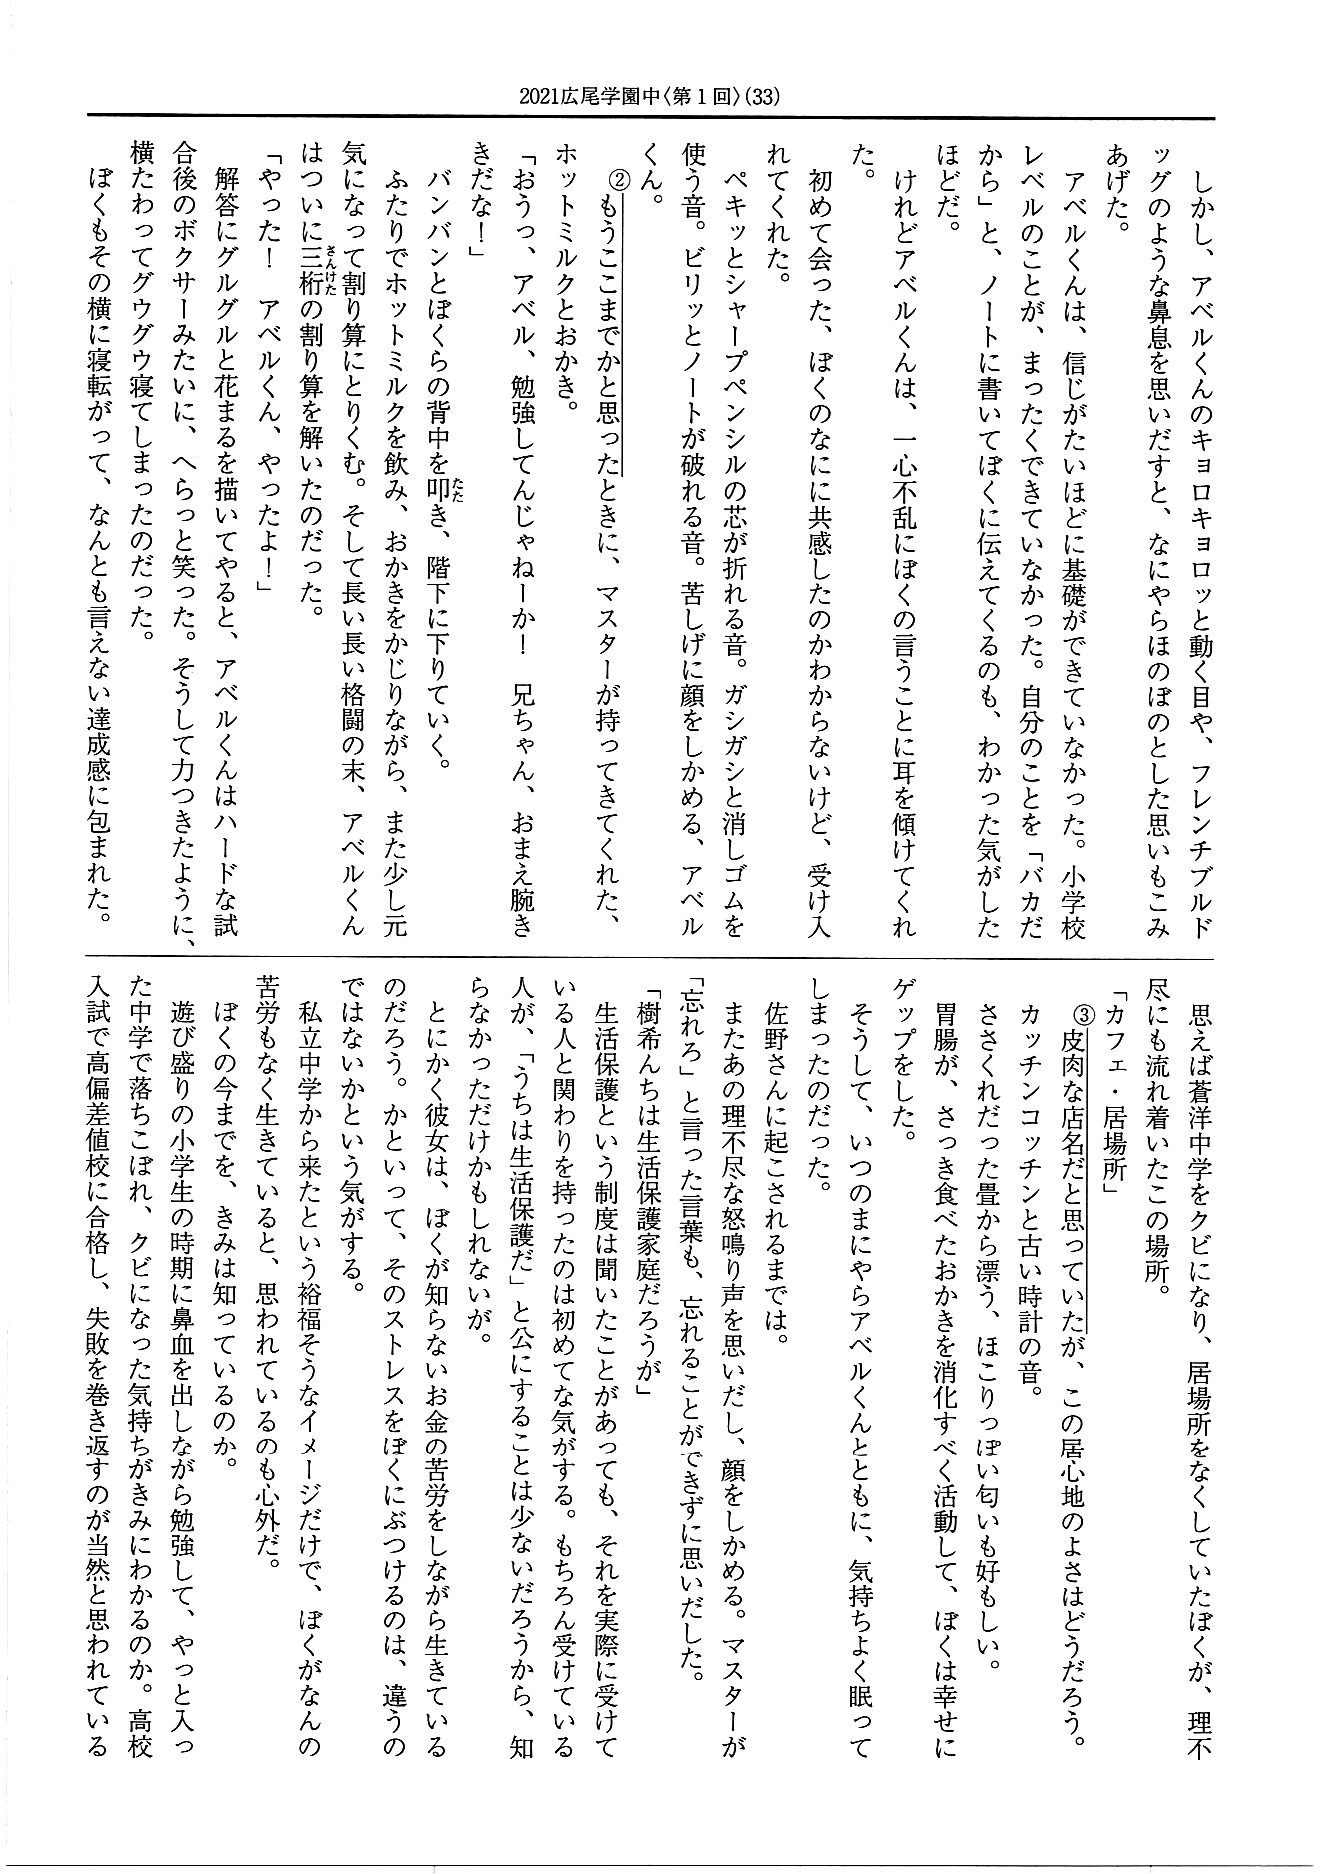 2021広尾学園中〈第1回〉(33)
しかし、アベルくんのキョロキョロッと動く目や、フレンチブルド
ッグのような鼻息を思いだすと、なにやらほのぼのとした思いもこみ
あげた。
アベルくんは、信じがたいほどに基礎ができていなかった。小学校
レベルのことが、まったくできていなかった。自分のことを「バカだ
から」と、ノートに書いてぼくに伝えてくるのも、わかった気がした
ほどだ。
けれどアベルくんは、一心不乱にぼくの言うことに耳を傾けてくれ
た。
初めて会った、ぼくのなにに共感したのかわからないけど、受け入
れてくれた。
ペキッとシャープペンシルの芯が折れる音。ガシガシと消しゴムを
使う音。ビリッとノートが破れる音。苦しげに顔をしかめる、アベル
くん。
②もうここまでかと思ったときに、マスターが持ってきてくれた、
ホットミルクとおかき。
「おうっ、アベル、勉強してんじゃねーか！　兄ちゃん、おまえ腕き
きだな！」
バンバンとぼくらの背中を叩き、階下に下りていく。
たた
ふたりでホットミルクを飲み、おかきをかじりながら、また少し元
気になって割り算にとりくむ。そして長い長い格闘の末、アベルくん
はついに三桁の割り算を解いたのだった。
さんけた
「やった！　アベルくん、やったよ！」
解答にグルグルと花まるを描いてやると、アベルくんはハードな試
合後のボクサーみたいに、へらっと笑った。そうして力つきたように、
横たわってグウグウ寝てしまったのだった。
ぼくもその横に寝転がって、なんとも言えない達成感に包まれた。
思えば蒼洋中学をクビになり、居場所をなくしていたぼくが、理不
尽にも流れ着いたこの場所。
「カフェ・居場所」
③皮肉な店名だと思っていたが、この居心地のよさはどうだろう。
カッチンコッチンと古い時計の音。
ささくれだった畳から漂う、ほこりっぽい匂いも好もしい。
胃腸が、さっき食べたおかきを消化すべく活動して、ぼくは幸せに
ゲップをした。
そうして、いつのまにやらアベルくんとともに、気持ちよく眠って
しまったのだった。
佐野さんに起こされるまでは。
またあの理不尽な怒鳴り声を思いだし、顔をしかめる。マスターが
「忘れろ」と言った言葉も、忘れることができずに思いだした。
「樹希んちは生活保護家庭だろうが」
生活保護という制度は聞いたことがあっても、それを実際に受けて
いる人と関わりを持ったのは初めてな気がする。もちろん受けている
人が、「うちは生活保護だ」と公にすることは少ないだろうから、知
らなかっただけかもしれないが。
とにかく彼女は、ぼくが知らないお金の苦労をしながら生きている
のだろう。かといって、そのストレスをぼくにぶつけるのは、違うの
ではないかという気がする。
私立中学から来たという裕福そうなイメージだけで、ぼくがなんの
苦労もなく生きていると、思われているのも心外だ。
ぼくの今までを、きみは知っているのか。
遊び盛りの小学生の時期に鼻血を出しながら勉強して、やっと入っ
た中学で落ちこぼれ、クビになった気持ちがきみにわかるのか。高校
入試で高偏差値校に合格し、失敗を巻き返すのが当然と思われている